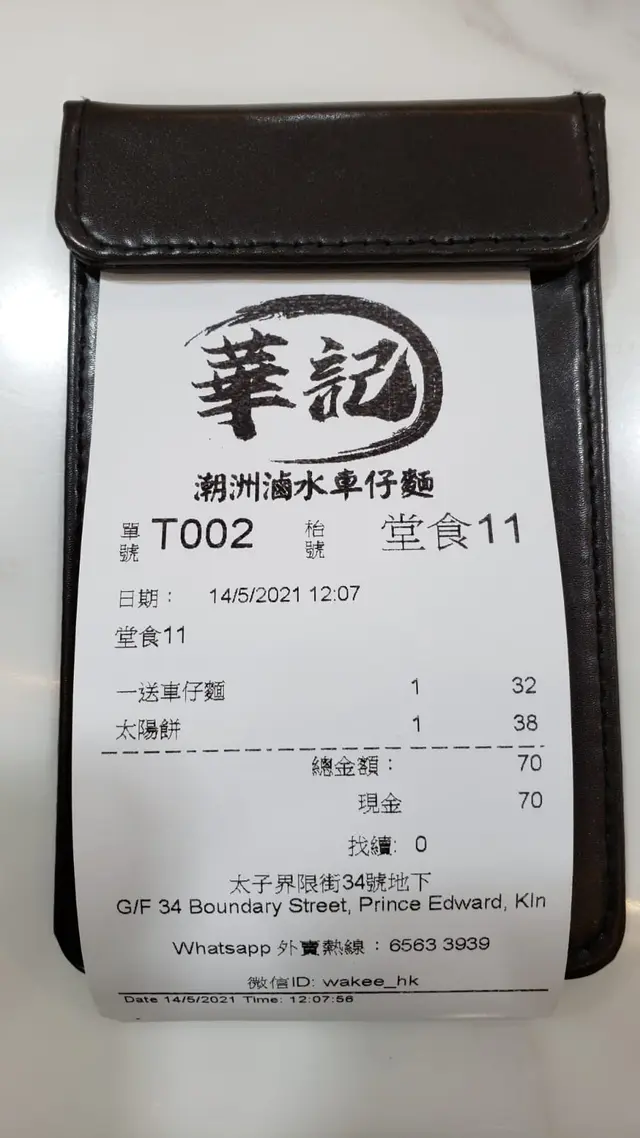 華記
潮洲滷水車仔麵
單號 T002 枱號 堂食11
日期： 14/5/2021 12:07
堂食11
一送車仔麵 1 32
太陽餅 1 38
總金額： 70
現金 70
找續: 0
太子界限街34號地下
G/F 34 Boundary Street, Prince Edward, Kln
Whatsapp 外賣熱線：6563 3939
微信ID: wakee_hk
Date 14/5/2021 Time: 12:07:56